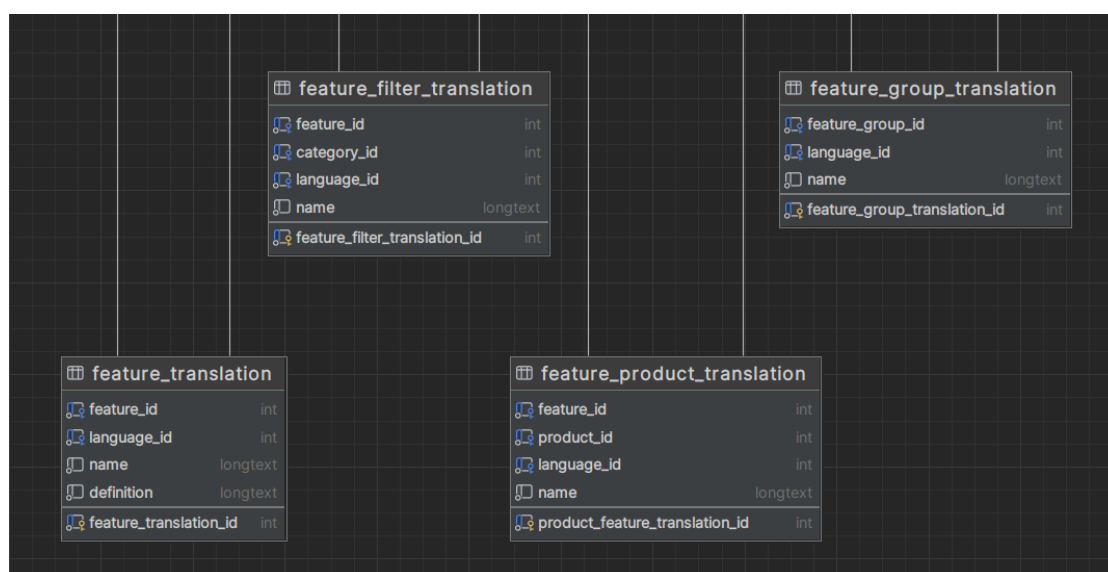 feature_filter_translation
feature_id int
category_id int
language_id int
name longtext
feature_filter_translation_id int
feature_group_translation
feature_group_id int
language_id int
name longtext
feature_group_translation_id int
feature_translation
feature_id int
language_id int
name longtext
definition longtext
feature_translation_id int
feature_product_translation
feature_id int
product_id int
language_id int
name longtext
product_feature_translation_id int